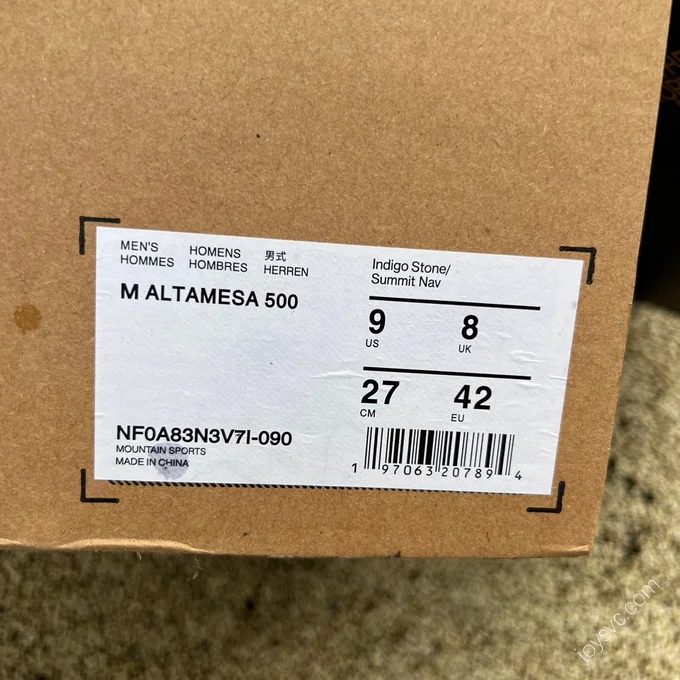 MEN'S HOMENS 男式
HOMMES HOMBRES HERREN
M ALTAMESA 500
Indigo Stone/
Summit Nav
9 8
US UK
27 42
CM EU
NF0A83N3V7I-090
MOUNTAIN SPORTS
MADE IN CHINA
1 97063 20789 4
joysvc.com